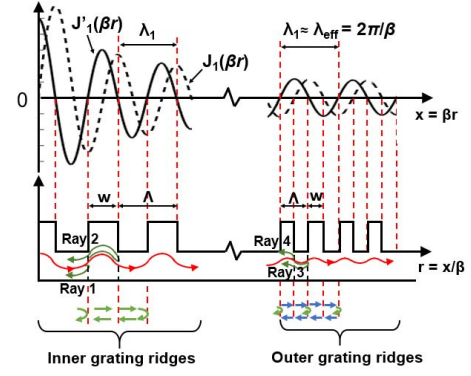 J'₁(βr)
λ₁
J₁(βr)
λ₁≈ λeff = 2π/β
0
x = βr
w
Λ
Λ
w
Ray 2
Ray 1
Ray 4
Ray 3
r = x/β
Inner grating ridges
Outer grating ridges